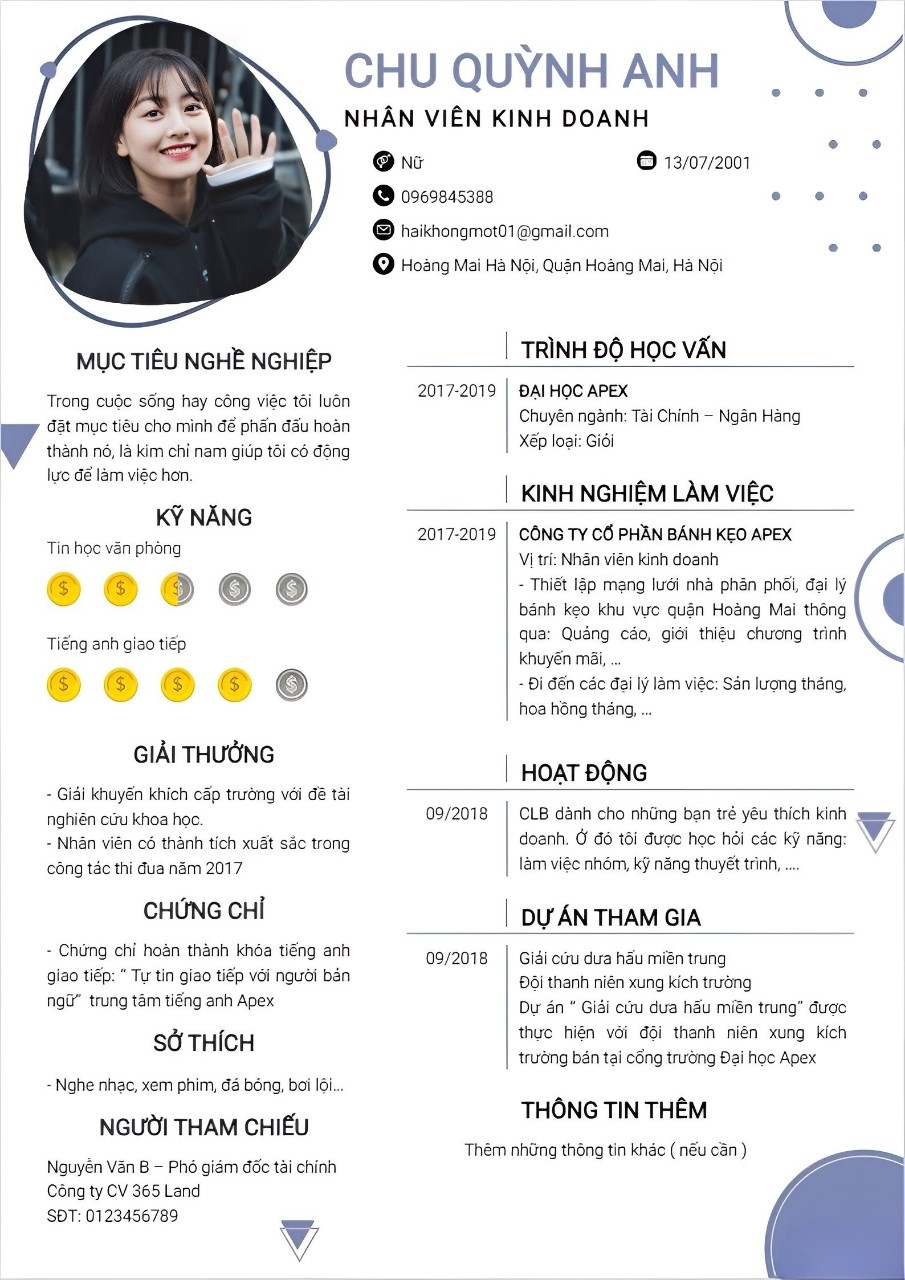 CHU QUỲNH ANH
NHÂN VIÊN KINH DOANH
Nữ
13/07/2001
0969845388
haikhongmot01@gmail.com
Hoàng Mai Hà Nội, Quận Hoàng Mai, Hà Nội
MỤC TIÊU NGHỀ NGHIỆP
Trong cuộc sống hay công việc tôi luôn
đặt mục tiêu cho mình để phấn đấu hoàn
thành nó, là kim chỉ nam giúp tôi có động
lực để làm việc hơn.
KỸ NĂNG
Tin học văn phòng
$ $ $ $ $
Tiếng anh giao tiếp
$ $ $ $ $
GIẢI THƯỞNG
- Giải khuyến khích cấp trường với đề tài
nghiên cứu khoa học.
- Nhân viên có thành tích xuất sắc trong
công tác thi đua năm 2017
CHỨNG CHỈ
- Chứng chỉ hoàn thành khóa tiếng anh
giao tiếp: “ Tự tin giao tiếp với người bản
ngữ” trung tâm tiếng anh Apex
SỞ THÍCH
- Nghe nhạc, xem phim, đá bóng, bơi lội...
NGƯỜI THAM CHIẾU
Nguyễn Văn B – Phó giám đốc tài chính
Công ty CV 365 Land
SĐT: 0123456789
TRÌNH ĐỘ HỌC VẤN
2017-2019
ĐẠI HỌC APEX
Chuyên ngành: Tài Chính – Ngân Hàng
Xếp loại: Giỏi
KINH NGHIỆM LÀM VIỆC
2017-2019
CÔNG TY CỔ PHẦN BÁNH KẸO APEX
Vị trí: Nhân viên kinh doanh
- Thiết lập mạng lưới nhà phân phối, đại lý
bánh kẹo khu vực quận Hoàng Mai thông
qua: Quảng cáo, giới thiệu chương trình
khuyến mãi, ...
- Đi đến các đại lý làm việc: Sản lượng tháng,
hoa hồng tháng, ...
HOẠT ĐỘNG
09/2018
CLB dành cho những bạn trẻ yêu thích kinh
doanh. Ở đó tôi được học hỏi các kỹ năng:
làm việc nhóm, kỹ năng thuyết trình, ....
DỰ ÁN THAM GIA
09/2018
Giải cứu dưa hấu miền trung
Đội thanh niên xung kích trường
Dự án “ Giải cứu dưa hấu miền trung” được
thực hiện với đội thanh niên xung kích
trường bán tại cổng trường Đại học Apex
THÔNG TIN THÊM
Thêm những thông tin khác ( nếu cần )